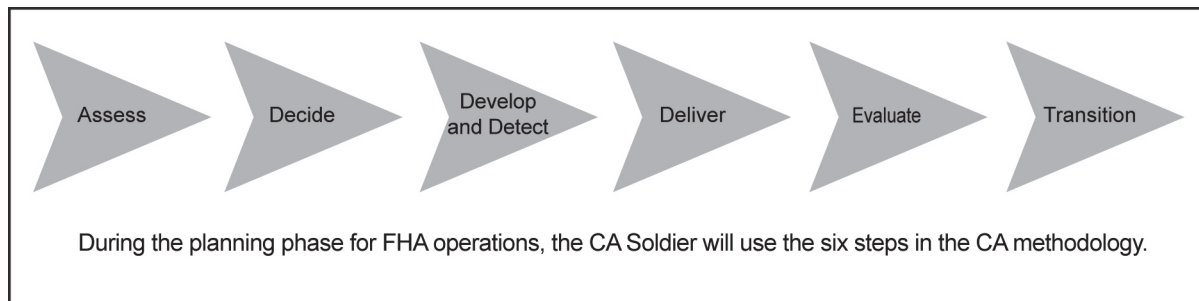 Assess
Decide
Develop
and Detect
Deliver
Evaluate
Transition
During the planning phase for FHA operations, the CA Soldier will use the six steps in the CA methodology.